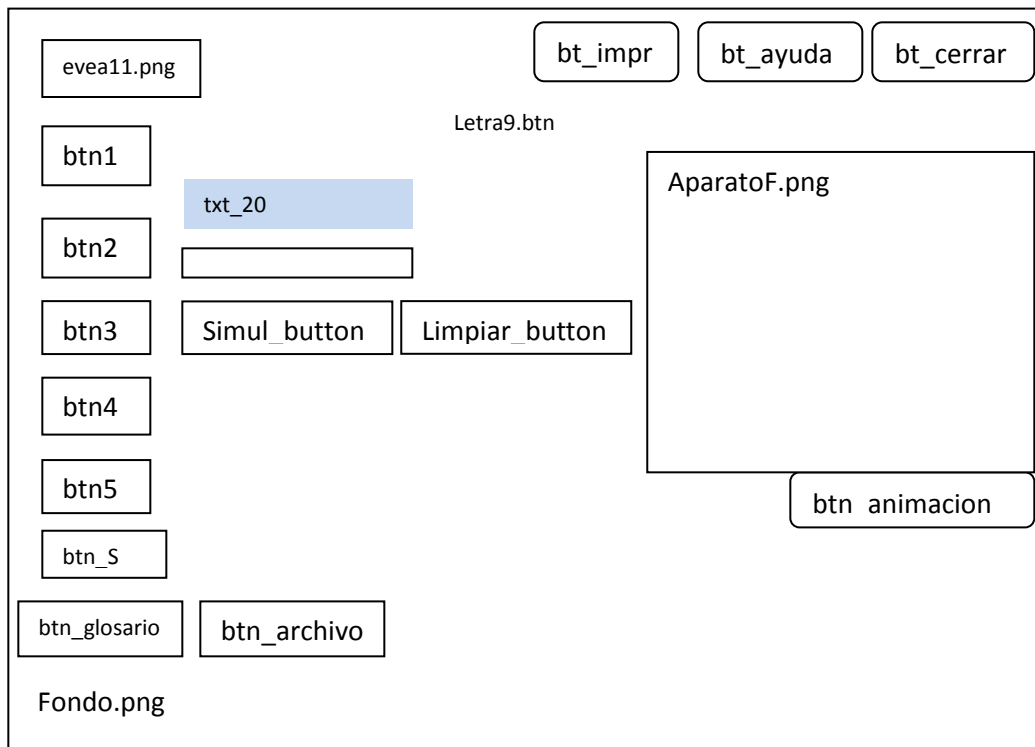 evea11.png
bt_impr
bt_ayuda
bt_cerrar
Letra9.btn
btn1
AparatoF.png
txt_20
btn2
btn3
Simul_button
Limpiar_button
btn4
btn5
btn animacion
btn_S
btn_glosario
btn_archivo
Fondo.png